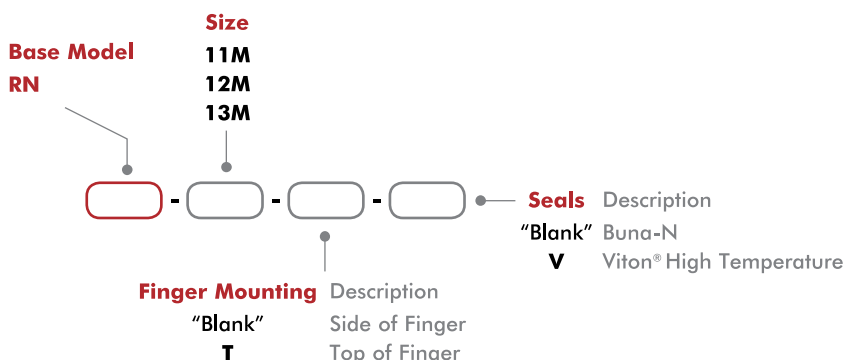 Size
Base Model
11M
RN
12M
13M
- - -
Seals Description
"Blank" Buna-N
V Viton® High Temperature
Finger Mounting Description
"Blank" Side of Finger
T Top of Finger